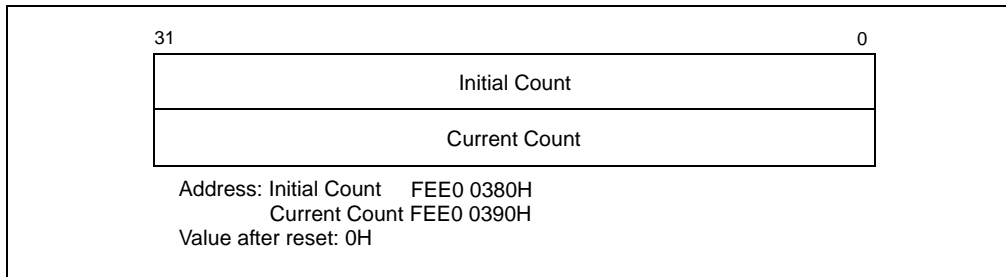 31 0
Initial Count
Current Count
Address: Initial Count FEE0 0380H
Current Count FEE0 0390H
Value after reset: 0H